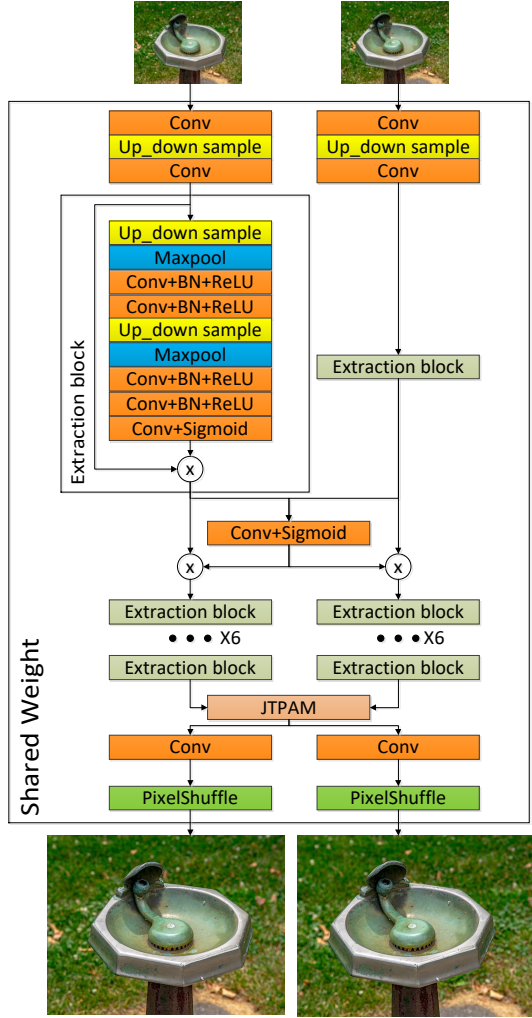 Conv
Up_down sample
Conv
Conv
Up_down sample
Conv
Extraction block
Up_down sample
Maxpool
Conv+BN+ReLU
Conv+BN+ReLU
Up_down sample
Maxpool
Conv+BN+ReLU
Conv+BN+ReLU
Conv+Sigmoid
x
Extraction block
Conv+Sigmoid
x
x
Extraction block
X6
Extraction block
Extraction block
X6
Extraction block
JTPAM
Conv
Conv
PixelShuffle
PixelShuffle
Shared Weight